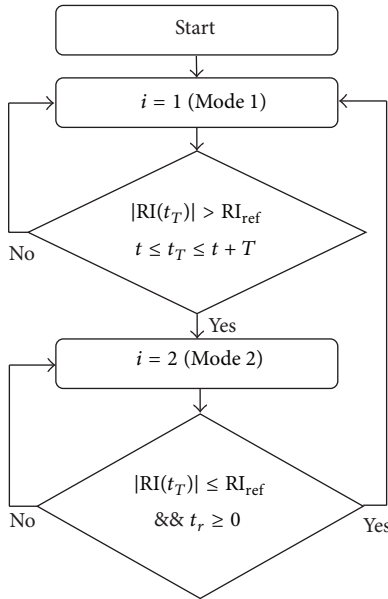 Start
i = 1 (Mode 1)
|RI(t_T)| > RI_ref
t ≤ t_T ≤ t + T
No
Yes
i = 2 (Mode 2)
|RI(t_T)| ≤ RI_ref
&& t_r ≥ 0
No
Yes